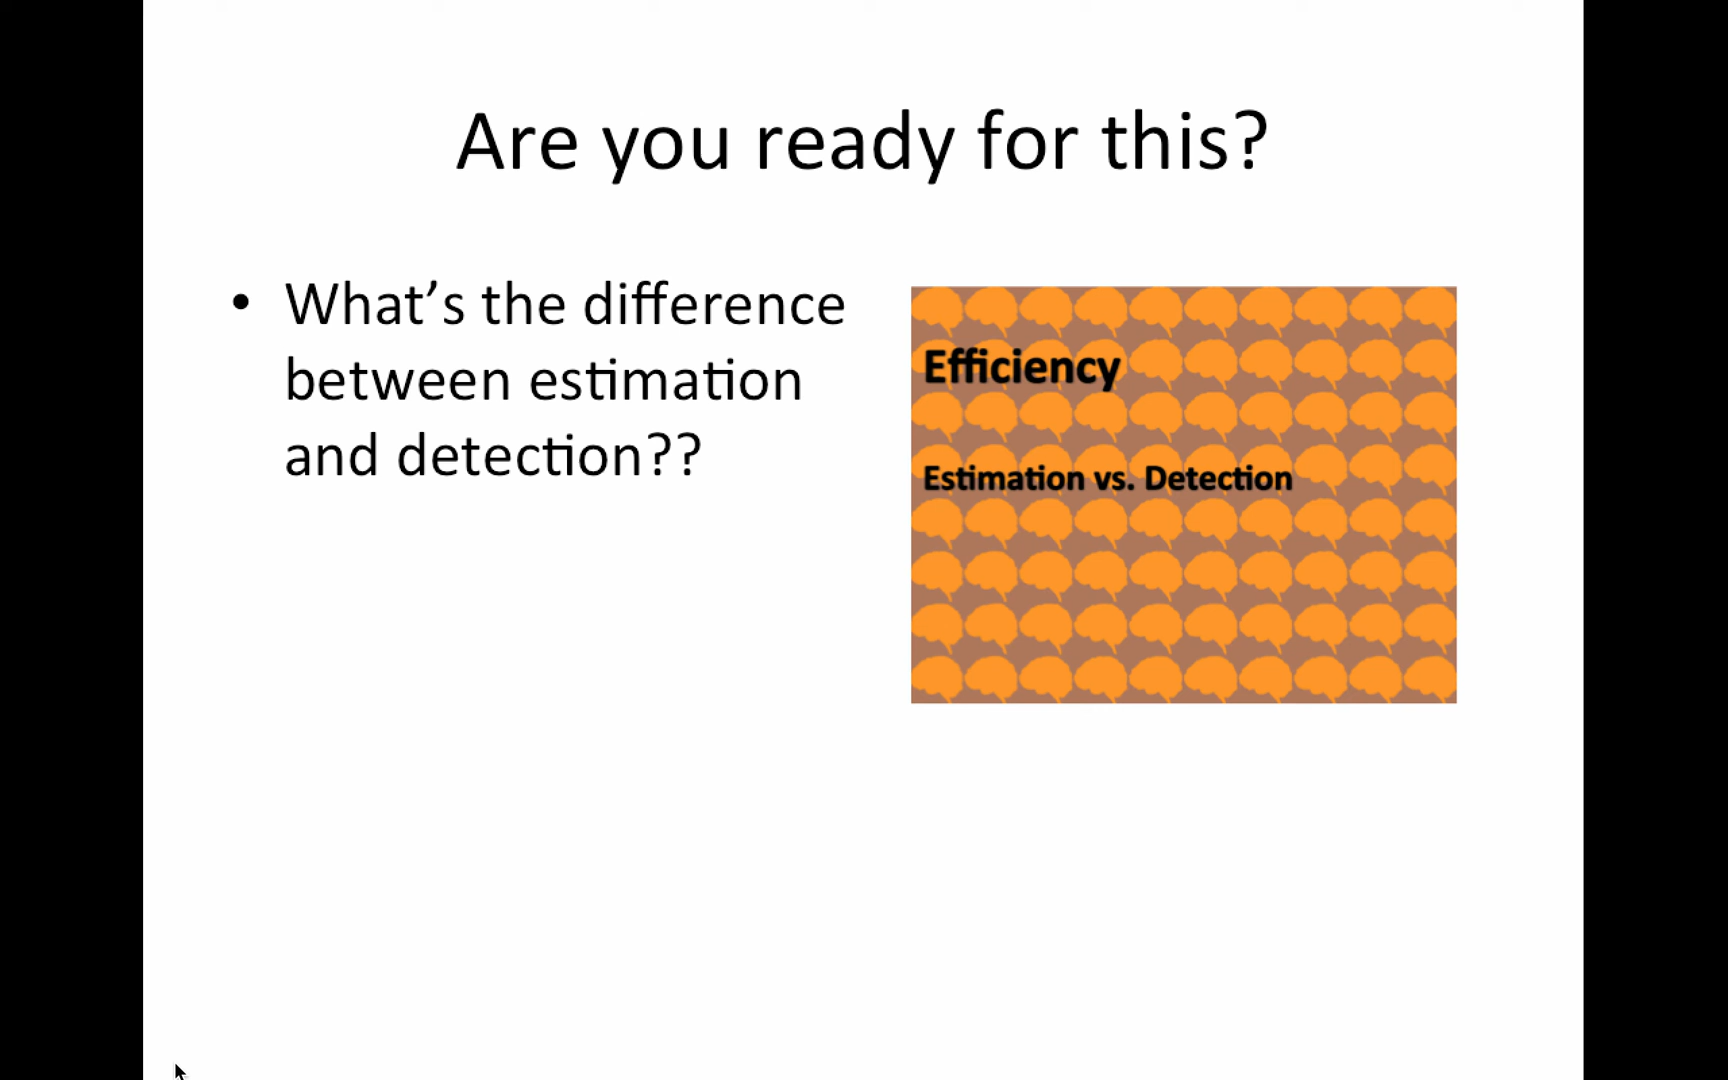 Are you ready for this?
• What’s the difference
between estimation
and detection??
Efficiency
Estimation vs. Detection